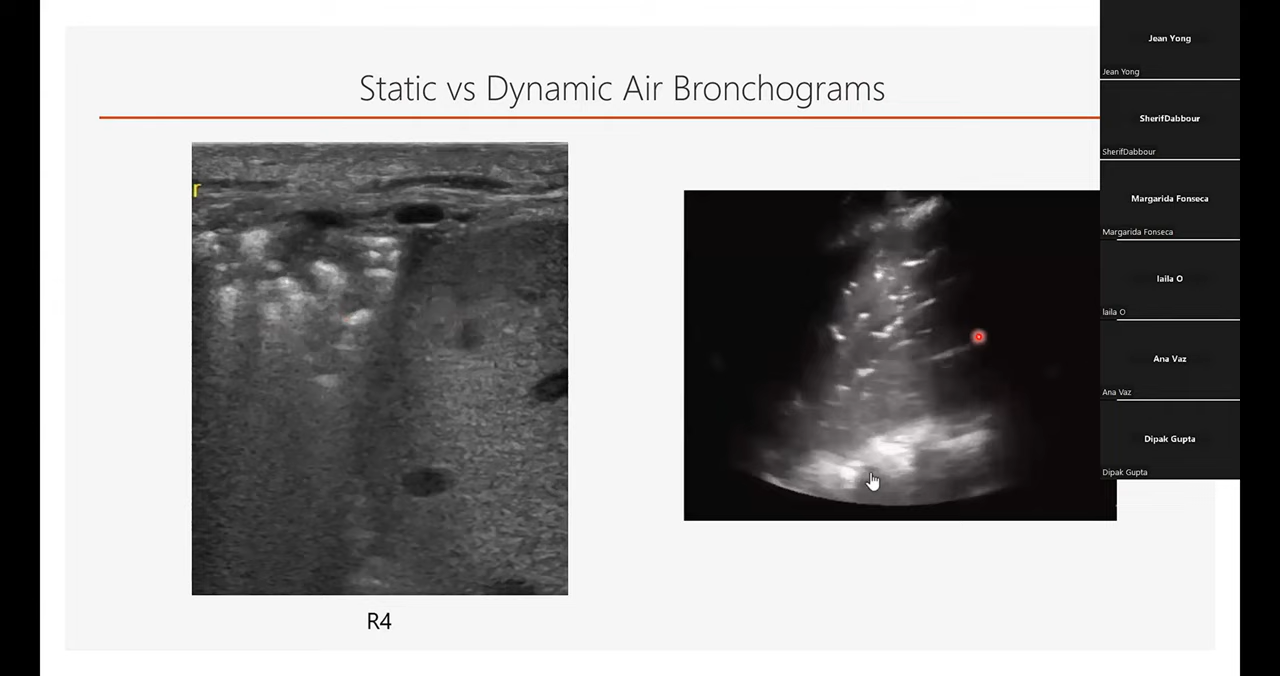 Static vs Dynamic Air Bronchograms
r
R4
Jean Yong
Jean Yong
SherifDabbour
SherifDabbour
Margarida Fonseca
Margarida Fonseca
laila O
laila O
Ana Vaz
Ana Vaz
Dipak Gupta
Dipak Gupta